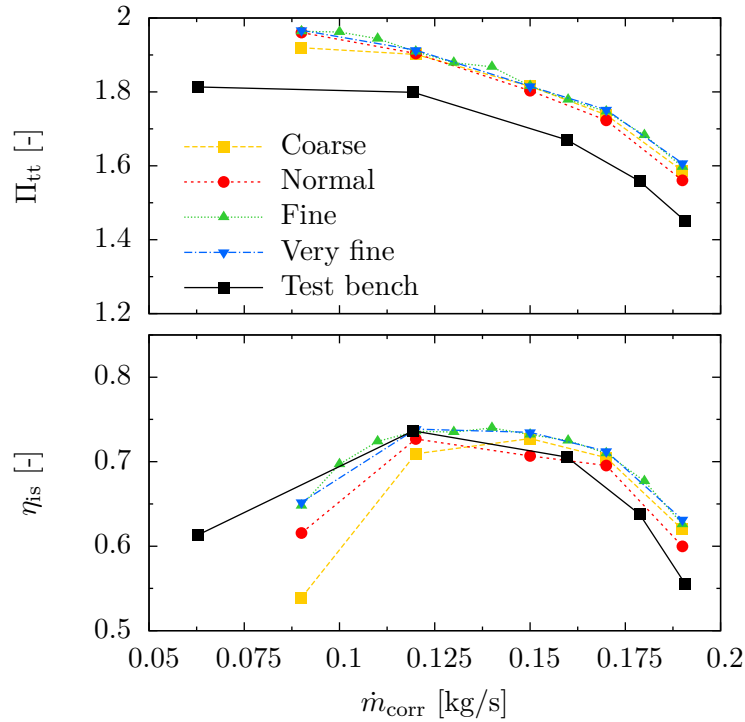 2
1.8
1.6
1.4
1.2
Π_tt [-]
Coarse
Normal
Fine
Very fine
Test bench
0.8
0.7
0.6
0.5
η_is [-]
0.05 0.075 0.1 0.125 0.15 0.175 0.2
ṁ_corr [kg/s]